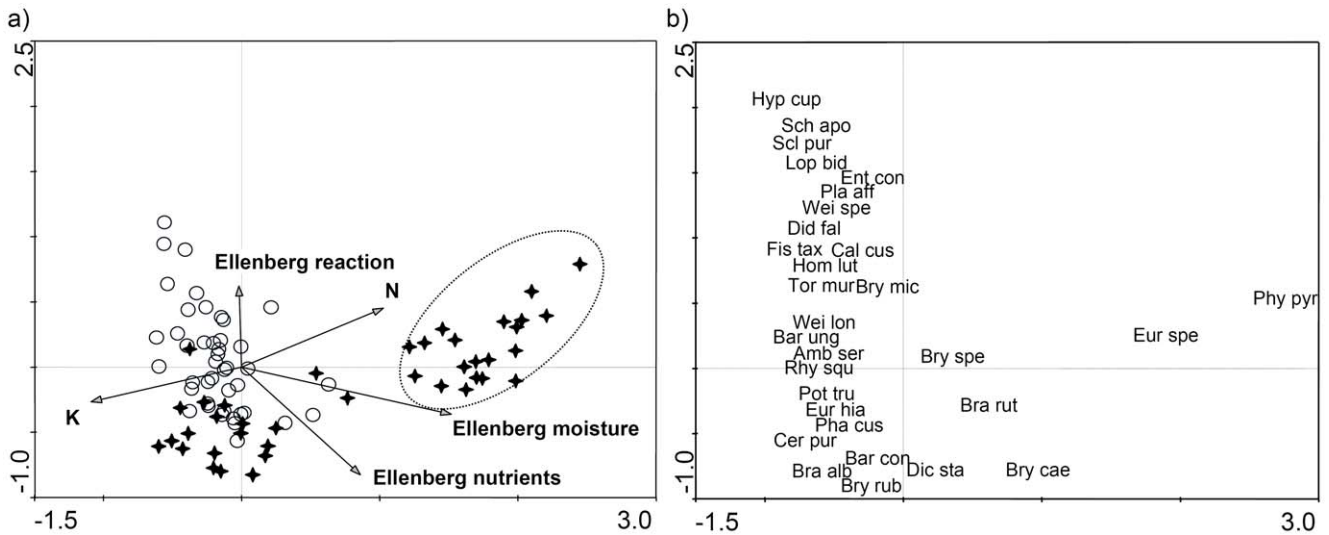 a)
2.5
Ellenberg reaction
N
K
Ellenberg moisture
Ellenberg nutrients
-1.0
-1.5
3.0
b)
2.5
Hyp cup
Sch apo
Scl pur
Lop bid
Ent con
Pla aff
Wei spe
Did fal
Fis tax
Cal cus
Hom lut
Tor mur
Bry mic
Phy pyr
Wei lon
Bar ung
Eur spe
Amb ser
Bry spe
Rhy squ
Pot tru
Eur hia
Bra rut
Pha cus
Cer pur
Bar con
Bra alb
Dic sta
Bry cae
Bry rub
-1.0
-1.5
3.0